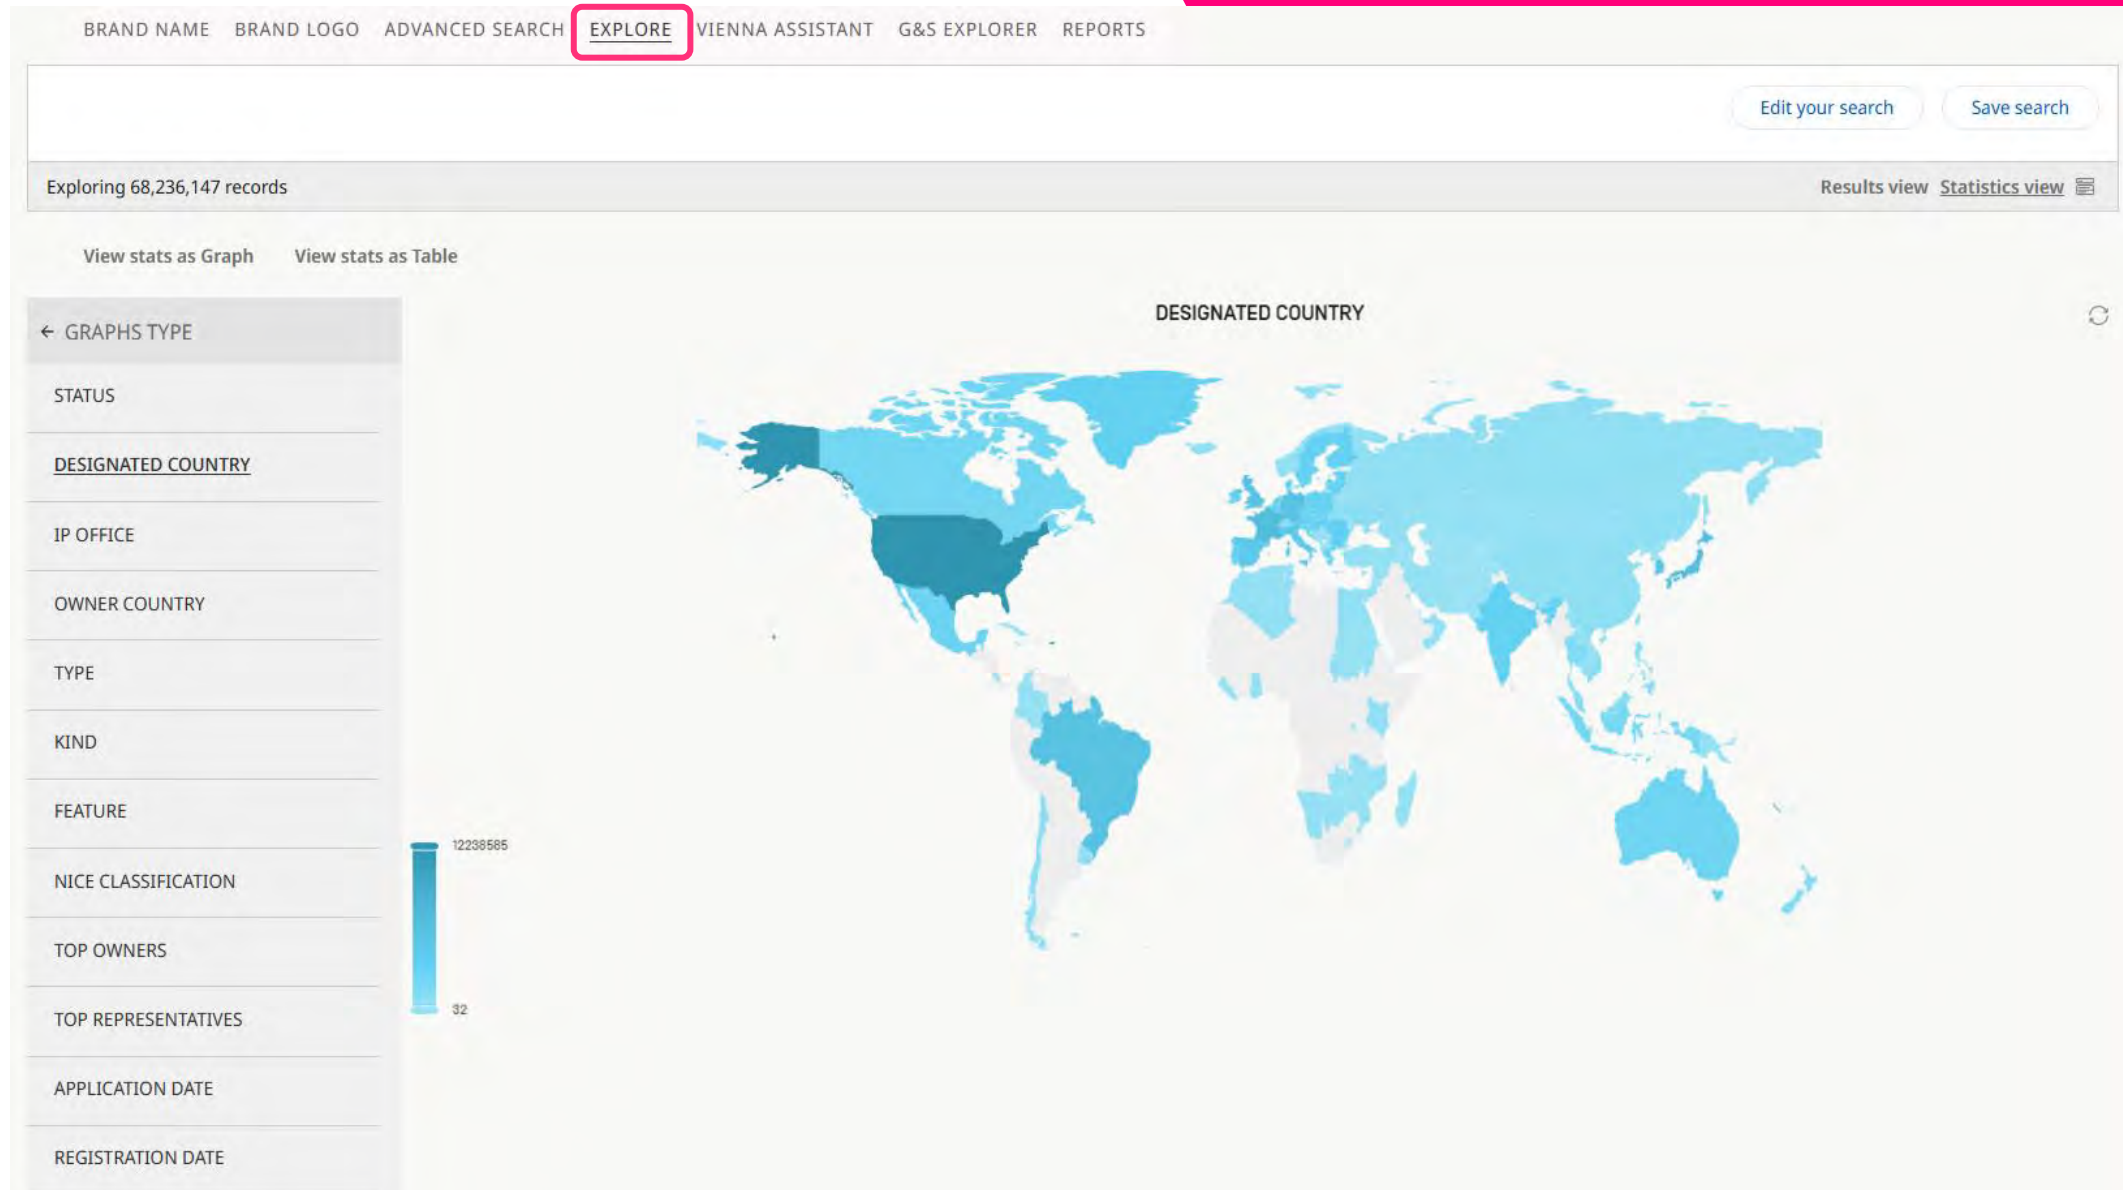 BRAND NAME BRAND LOGO ADVANCED SEARCH EXPLORE VIENNA ASSISTANT G&S EXPLORER REPORTS
Edit your search Save search
Exploring 68,236,147 records Results view Statistics view
View stats as Graph View stats as Table
DESIGNATED COUNTRY
← GRAPHS TYPE
STATUS
DESIGNATED COUNTRY
IP OFFICE
OWNER COUNTRY
TYPE
KIND
FEATURE
NICE CLASSIFICATION
TOP OWNERS
TOP REPRESENTATIVES
APPLICATION DATE
REGISTRATION DATE
12238585
32